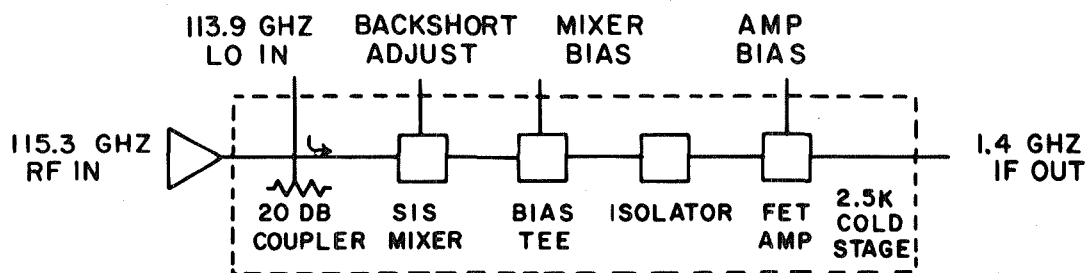 113.9 GHZ
LO IN
BACKSHORT
ADJUST
MIXER
BIAS
AMP
BIAS
115.3 GHZ
RF IN
1.4 GHZ
IF OUT
20 DB
COUPLER
SIS
MIXER
BIAS
TEE
ISOLATOR
FET
AMP
2.5K
COLD
STAGE